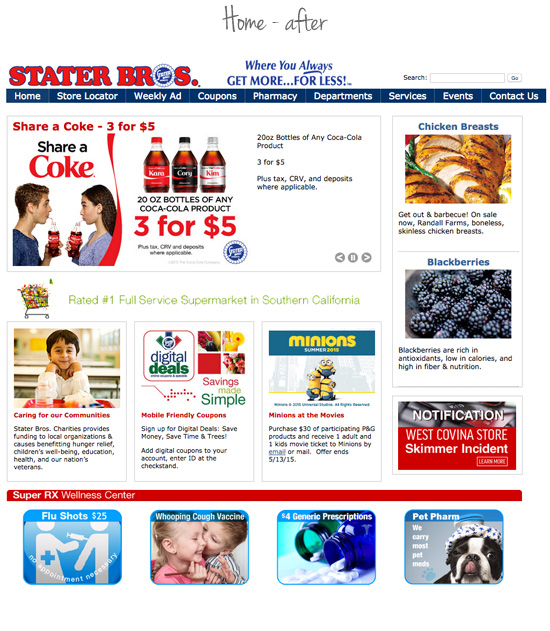 Home - after
STATER BROS.
Where You Always
GET MORE...FOR LESS!™
Search:
Go
Home Store Locator Weekly Ad Coupons Pharmacy Departments Services Events Contact Us
Share a Coke - 3 for $5
Share a
Coke
Kara Cory Kim
20 OZ BOTTLES OF ANY
COCA-COLA PRODUCT
3 for $5
Plus tax, CRV and deposits
where applicable.
20oz Bottles of Any Coca-Cola
Product
3 for $5
Plus tax, CRV, and deposits
where applicable.
Chicken Breasts
Get out & barbecue! On sale
now, Randall Farms, boneless,
skinless chicken breasts.
Blackberries
Blackberries are rich in
antioxidants, low in calories, and
high in fiber & nutrition.
Rated #1 Full Service Supermarket in Southern California
Caring for our Communities
Stater Bros. Charities provides
funding to local organizations &
causes benefitting hunger relief,
children's well-being, education,
health, and our nation's
veterans.
digital
deals
Savings
made
Simple
Mobile Friendly Coupons
Sign up for Digital Deals: Save
Money, Save Time & Trees!
Add digital coupons to your
account, enter ID at the
checkstand.
MINIONS
SUMMER 2015
Minions © 2015 Universal Studios. All Rights Reserved.
Minions at the Movies
Purchase $30 of participating P&G
products and receive 1 adult and
1 kids movie ticket to Minions by
email or mail. Offer ends
5/13/15.
NOTIFICATION
WEST COVINA STORE
Skimmer Incident
LEARN MORE
Super RX Wellness Center
Flu Shots $25
no appointment necessary
Whooping Cough Vaccine
$4 Generic Prescriptions
Pet Pharm
We
carry
most
pet
meds